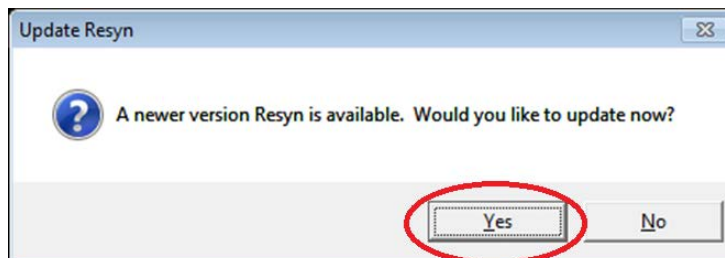 Update Resyn
A newer version Resyn is available. Would you like to update now?
Yes No